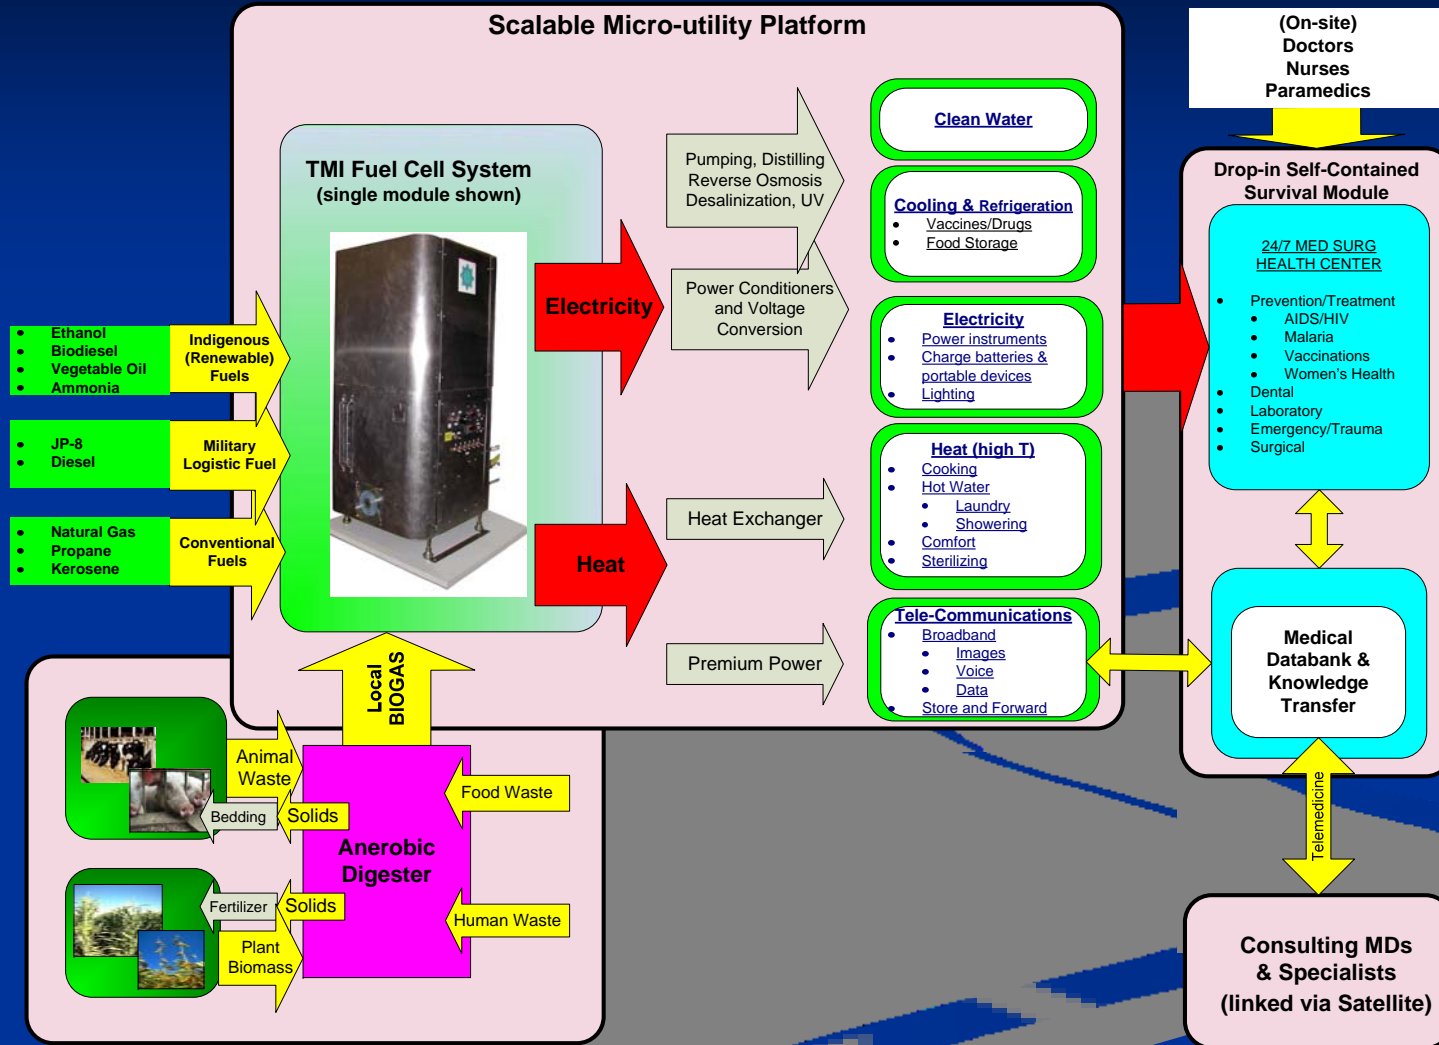 Scalable Micro-utility Platform
(On-site)
Doctors
Nurses
Paramedics
TMI Fuel Cell System
(single module shown)
Ethanol
Biodiesel
Vegetable Oil
Ammonia
Indigenous
(Renewable)
Fuels
JP-8
Diesel
Military
Logistic Fuel
Natural Gas
Propane
Kerosene
Conventional
Fuels
Electricity
Heat
Pumping, Distilling
Reverse Osmosis
Desalinization, UV
Power Conditioners
and Voltage
Conversion
Heat Exchanger
Premium Power
Clean Water
Cooling & Refrigeration
Vaccines/Drugs
Food Storage
Electricity
Power instruments
Charge batteries &
portable devices
Lighting
Heat (high T)
Cooking
Hot Water
Laundry
Showering
Comfort
Sterilizing
Tele-Communications
Broadband
Images
Voice
Data
Store and Forward
Drop-in Self-Contained
Survival Module
24/7 MED SURG
HEALTH CENTER
Prevention/Treatment
AIDS/HIV
Malaria
Vaccinations
Women's Health
Dental
Laboratory
Emergency/Trauma
Surgical
Medical
Databank &
Knowledge
Transfer
Telemedicine
Consulting MDs
& Specialists
(linked via Satellite)
Local
BIOGAS
Animal
Waste
Bedding
Solids
Fertilizer
Solids
Plant
Biomass
Anerobic
Digester
Food Waste
Human Waste